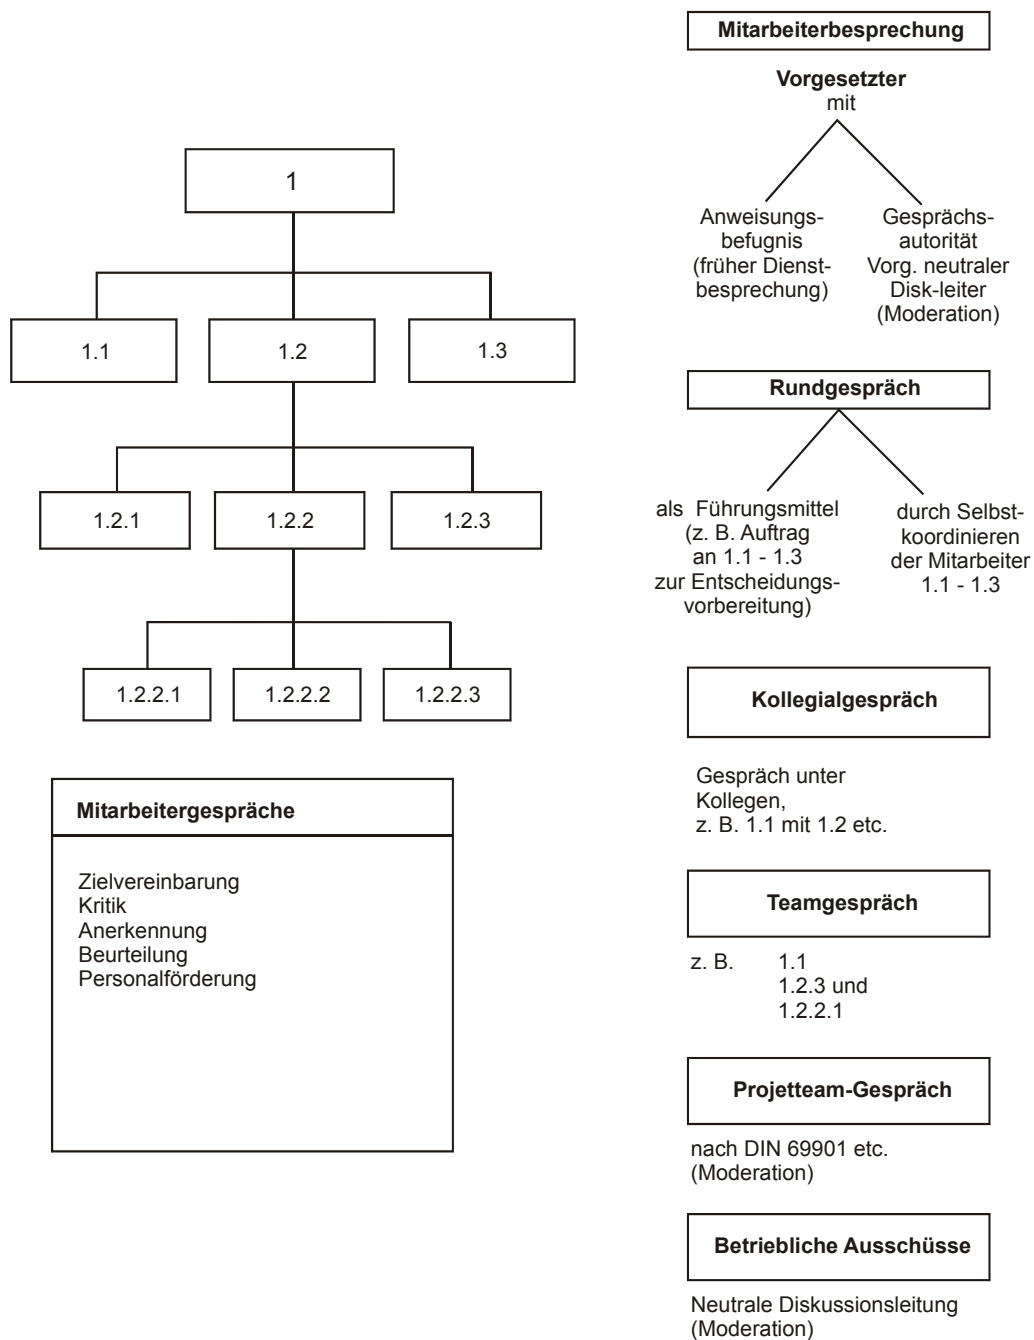 1
1.1
1.2
1.3
1.2.1
1.2.2
1.2.3
1.2.2.1
1.2.2.2
1.2.2.3
Mitarbeitergespräche
Zielvereinbarung
Kritik
Anerkennung
Beurteilung
Personalförderung
Mitarbeiterbesprechung
Vorgesetzter
mit
Anweisungs-
befugnis
(früher Dienst-
besprechung)
Gesprächs-
autorität
Vorg. neutraler
Disk-leiter
(Moderation)
Rundgespräch
als Führungsmittel
(z. B. Auftrag
an 1.1 - 1.3
zur Entscheidungs-
vorbereitung)
durch Selbst-
koordinieren
der Mitarbeiter
1.1 - 1.3
Kollegialgespräch
Gespräch unter
Kollegen,
z. B. 1.1 mit 1.2 etc.
Teamgespräch
z. B. 1.1
1.2.3 und
1.2.2.1
Projetteam-Gespräch
nach DIN 69901 etc.
(Moderation)
Betriebliche Ausschüsse
Neutrale Diskussionsleitung
(Moderation)